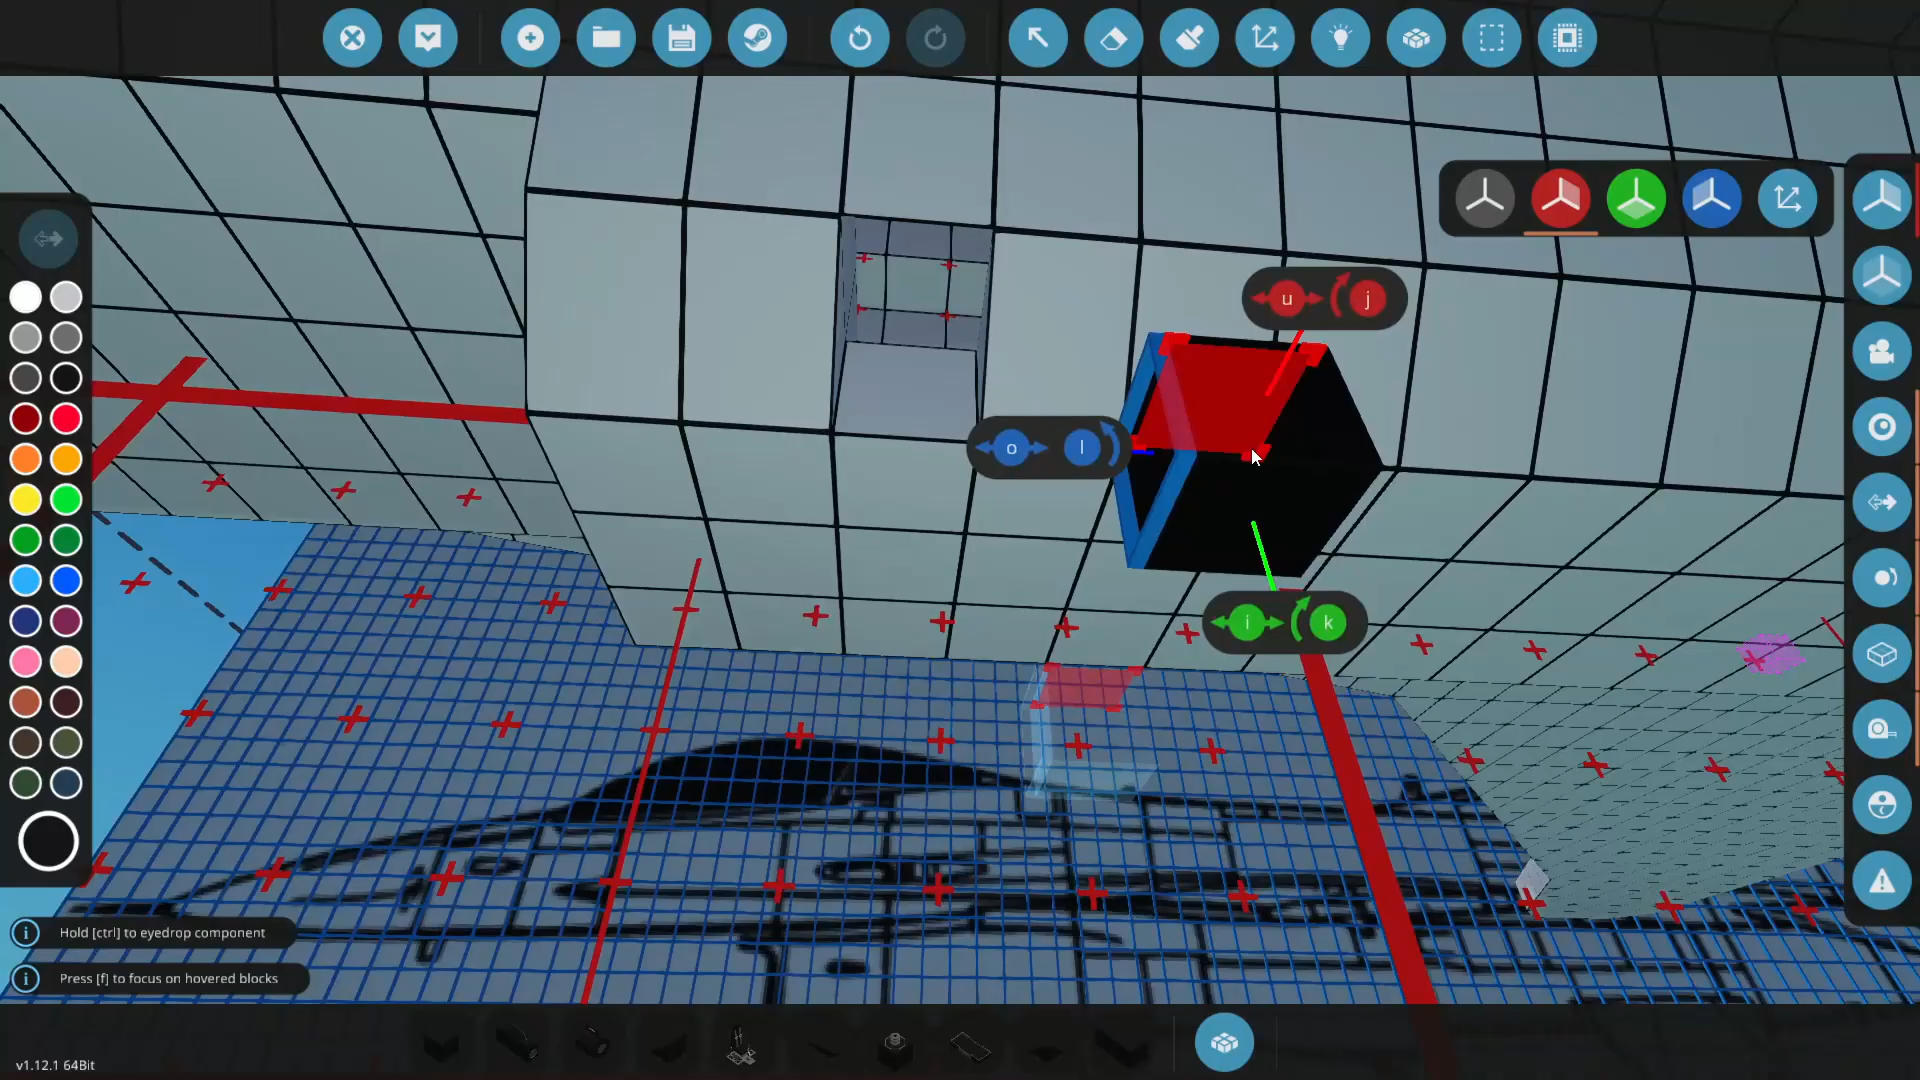 u j
o l
i k
Hold [ctrl] to eyedrop component
Press [f] to focus on hovered blocks
v1.12.1 64Bit